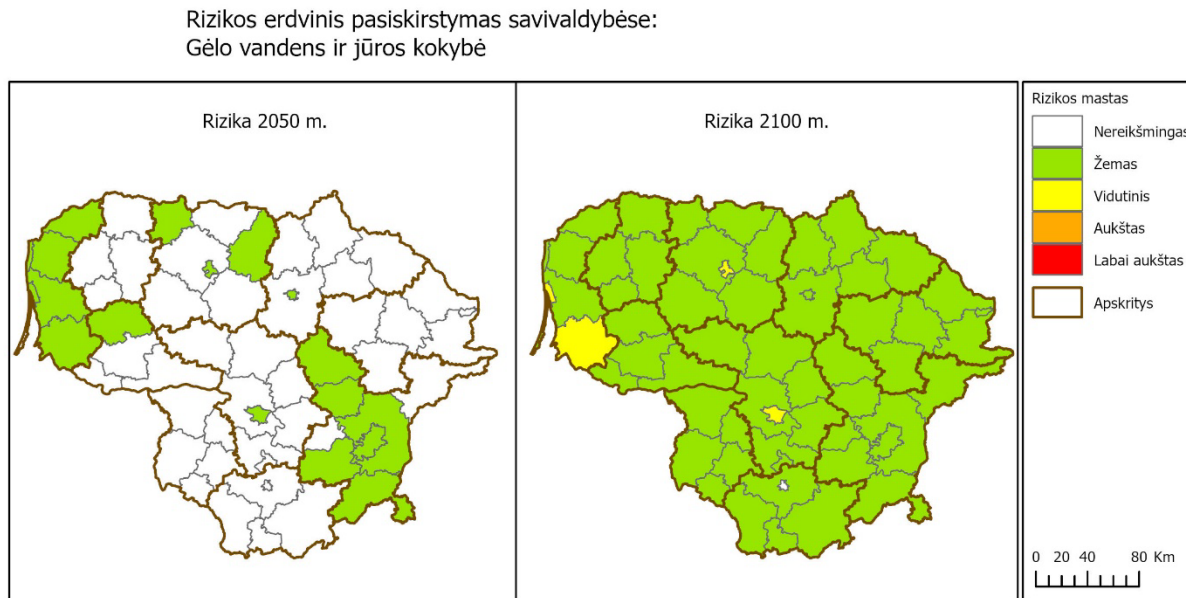 Rizikos erdvinis pasiskirstymas savivaldybėse:
Gėlo vandens ir jūros kokybė
Rizika 2050 m.
Rizika 2100 m.
Rizikos mastas
Nereikšmingas
Žemas
Vidutinis
Aukštas
Labai aukštas
Apskritys
0 20 40 80 Km